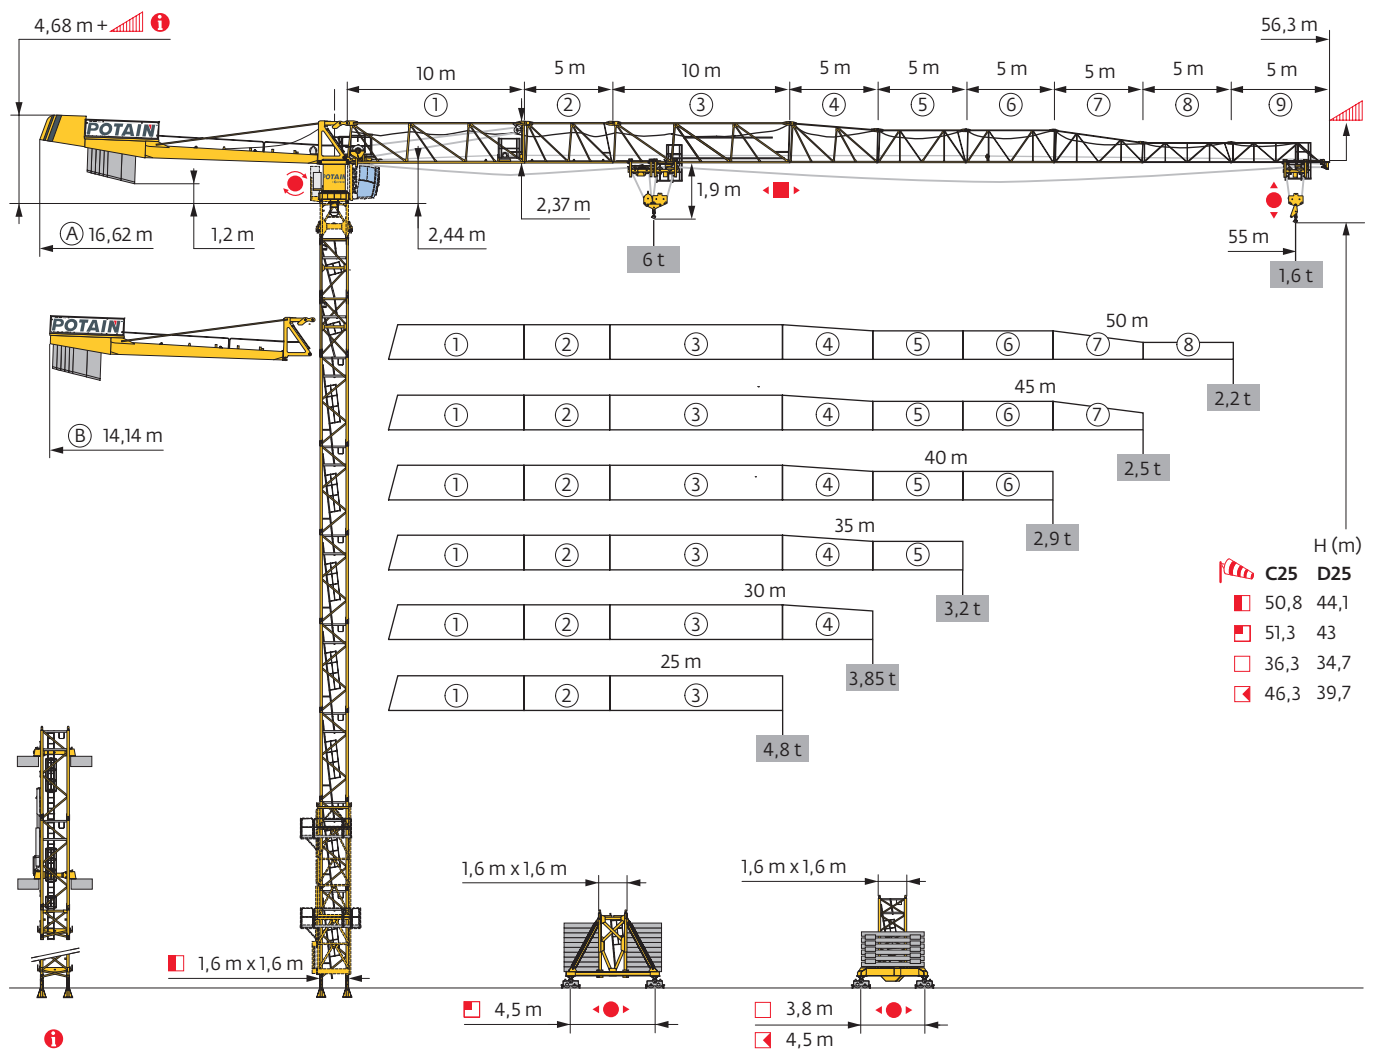 4,68 m +
i
56,3 m
10 m
5 m
10 m
5 m
5 m
5 m
5 m
5 m
5 m
1
2
3
4
5
6
7
8
9
POTAIN
POTAIN
1,9 m
2,37 m
A 16,62 m
1,2 m
2,44 m
55 m
6 t
1,6 t
POTAIN
B 14,14 m
50 m
1 2 3 4 5 6 7 8
2,2 t
45 m
1 2 3 4 5 6 7
2,5 t
40 m
1 2 3 4 5 6
2,9 t
35 m
1 2 3 4 5
3,2 t
30 m
1 2 3 4
3,85 t
25 m
1 2 3
4,8 t
H (m)
C25 D25
50,8 44,1
51,3 43
36,3 34,7
46,3 39,7
1,6 m x 1,6 m
1,6 m x 1,6 m
1,6 m x 1,6 m
4,5 m
3,8 m
4,5 m
i